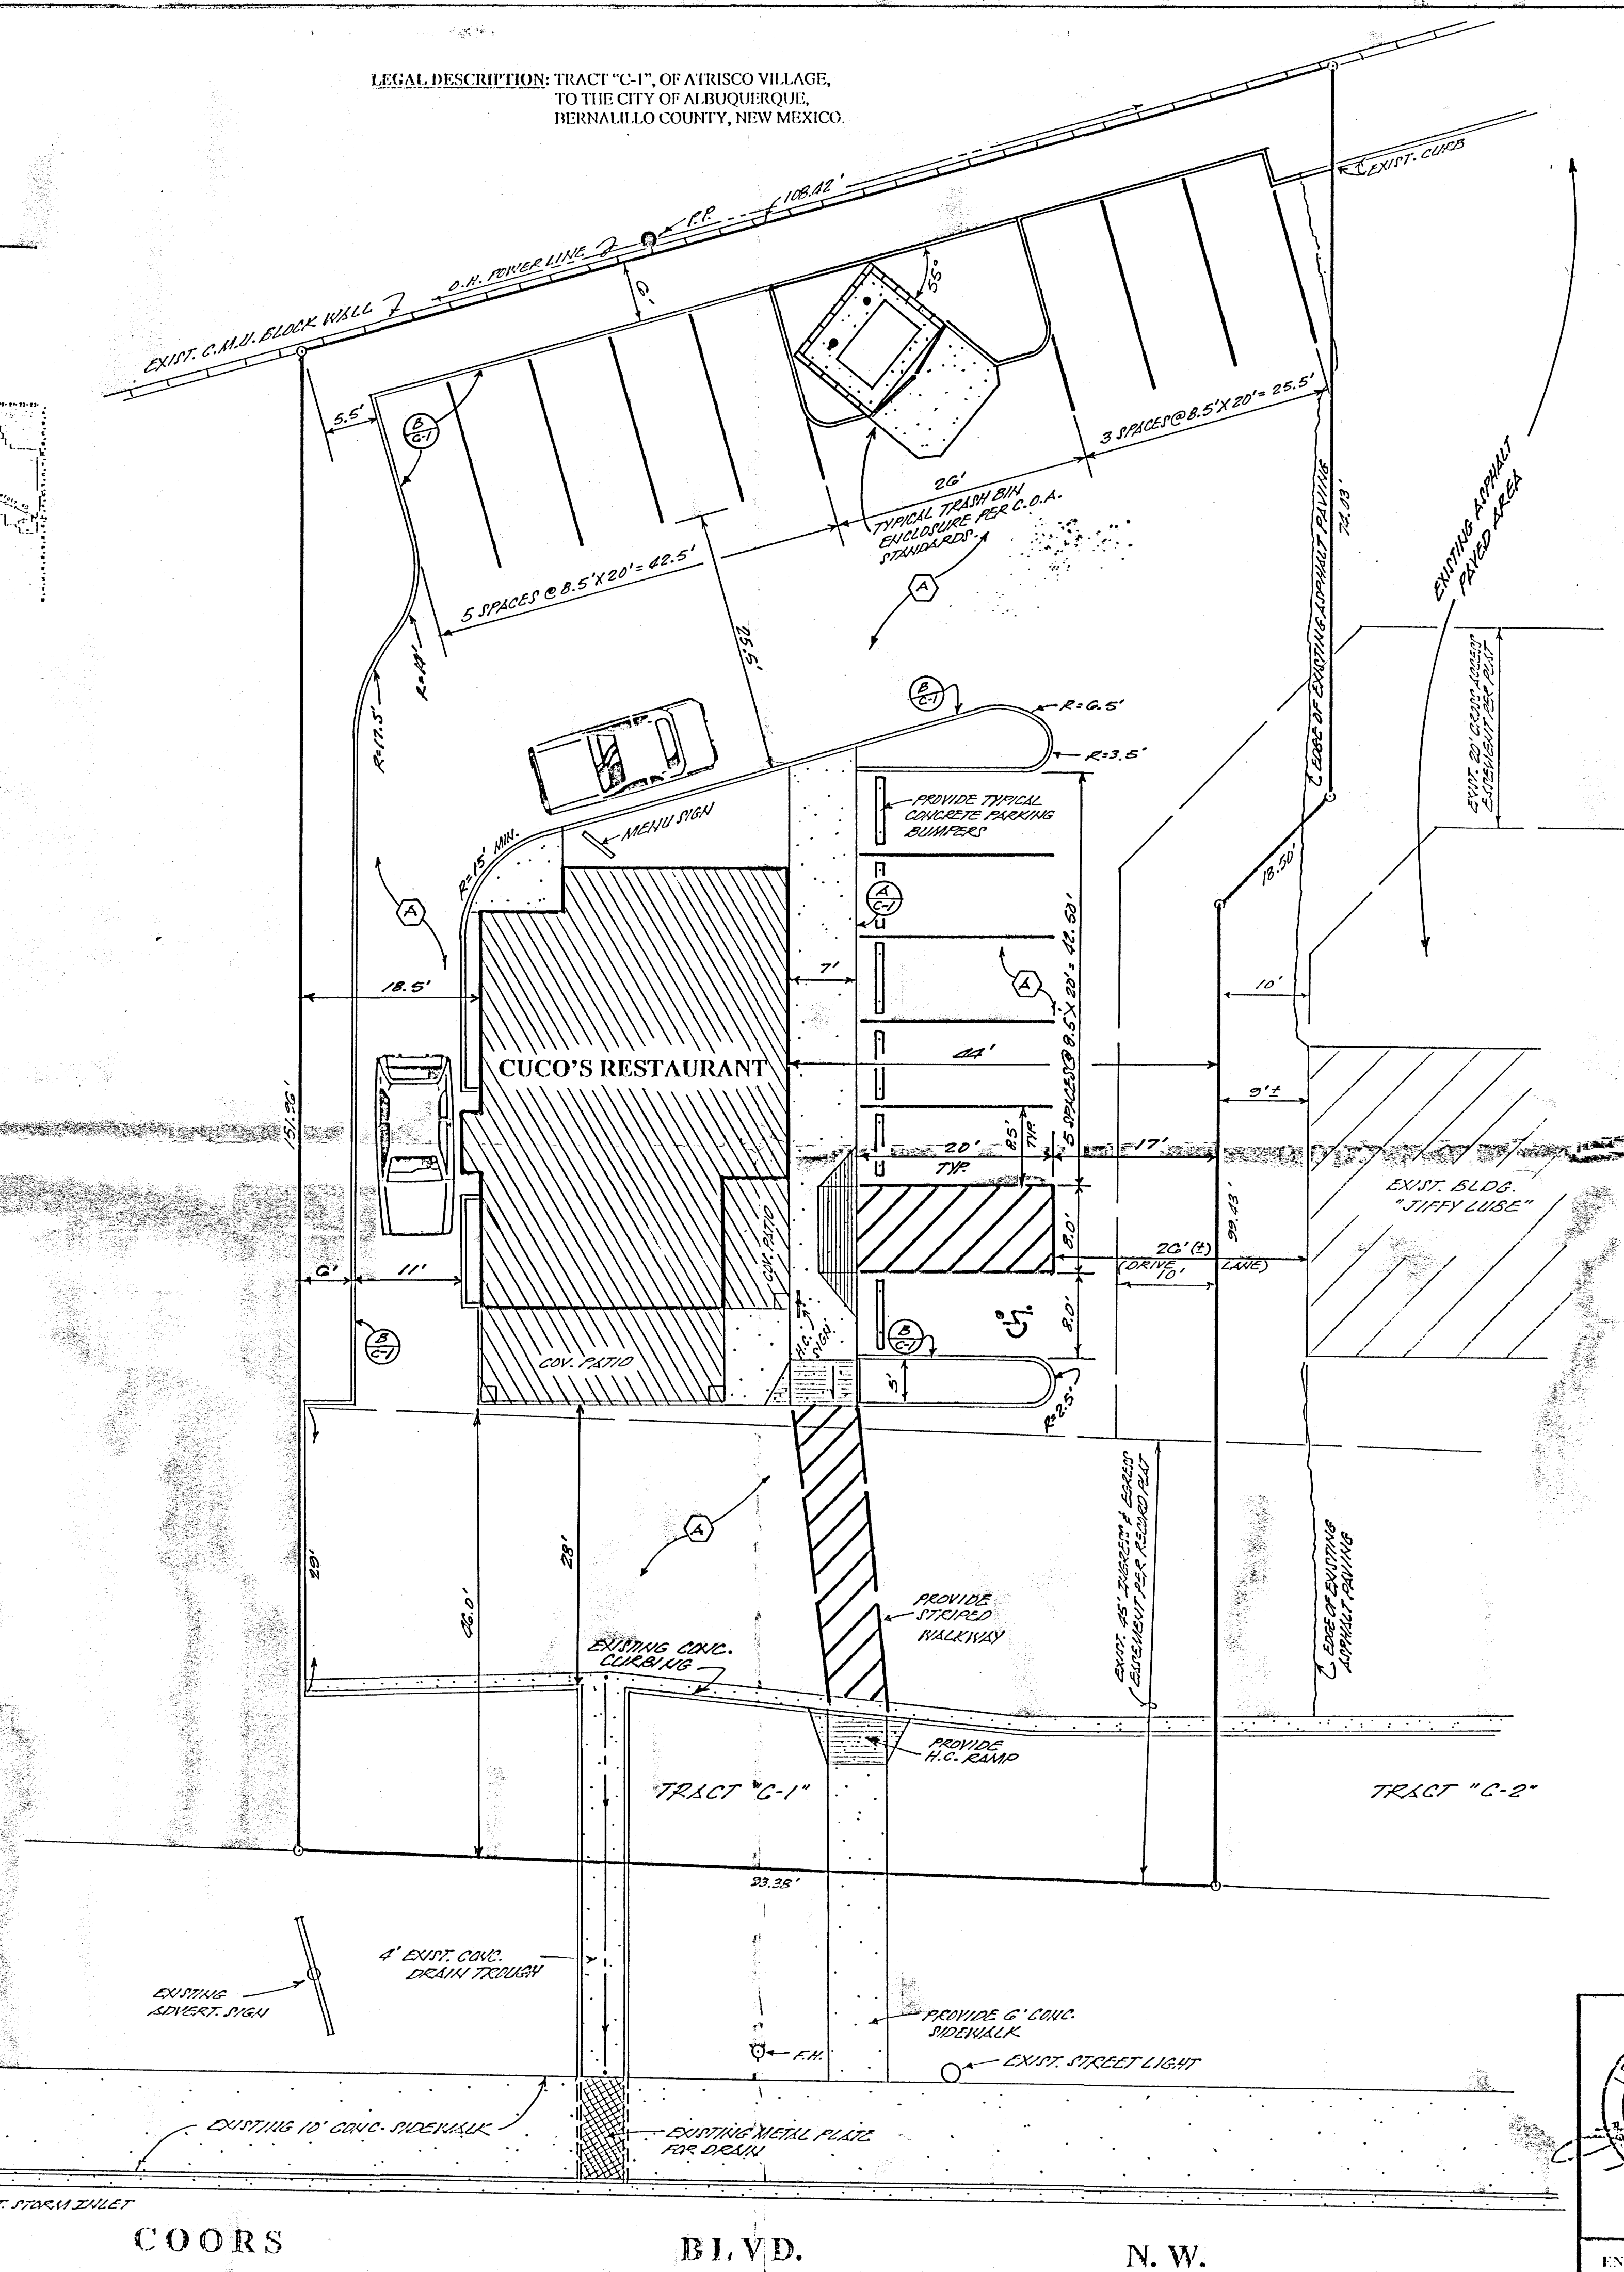 LEGAL DESCRIPTION: TRACT "C-1", OF ATRISCO VILLAGE,
TO THE CITY OF ALBUQUERQUE,
BERNALILLO COUNTY, NEW MEXICO.
EXIST. CURB
108.42'
P.P.
O.H. POWER LINE
EXIST. C.M.U. BLOCK WALL
6'
55°
5.5'
B
C-1
3 SPACES @ 8.5' X 20' = 25.5'
26'
TYPICAL TRASH BIN
ENCLOSURE PER C.O.A.
STANDARDS.
5 SPACES @ 8.5' X 20' = 42.5'
A
EDGE OF EXISTING ASPHALT PAVING
74.13'
EXISTING ASPHALT
PAVED AREA
EXIST. 20' CROSS ACCESS
EASEMENT PER PLAT
25.5'
R=17.5'
B
C-1
R=6.5'
R=3.5'
MENU SIGN
R=15' MIN.
PROVIDE TYPICAL
CONCRETE PARKING
BUMPERS
18.50'
A
A
C-1
18.5'
7'
A
10'
5 SPACES @ 8.5' X 20' = 42.50'
CUCO'S RESTAURANT
44'
9'±
151.36'
20'
TYP.
8.5'
TYP.
17'
EXIST. BLDG.
"JIFFY LUBE"
99.43'
COV. PATIO
8.0'
26' (±)
(DRIVE LANE)
10'
6'
11'
8.0'
B
C-1
H.C.
SIGN
B
C-1
COV. PATIO
5'
R=2.5'
EXIST. 45' INGRESS & EGRESS
EASEMENT PER RECORD PLAT
A
29'
28'
46.0'
EDGE OF EXISTING
ASPHALT PAVING
PROVIDE
STRIPED
WALKWAY
EXISTING CONC.
CURBING
PROVIDE
H.C. RAMP
TRACT "C-1"
TRACT "C-2"
93.38'
4' EXIST. CONC.
DRAIN TROUGH
EXISTING
ADVERT. SIGN
PROVIDE 6' CONC.
SIDEWALK
F.H.
EXIST. STREET LIGHT
EXISTING 10' CONC. SIDEWALK
EXISTING METAL PLATE
FOR DRAIN
STORM INLET
COORS BLVD. N. W.
EN